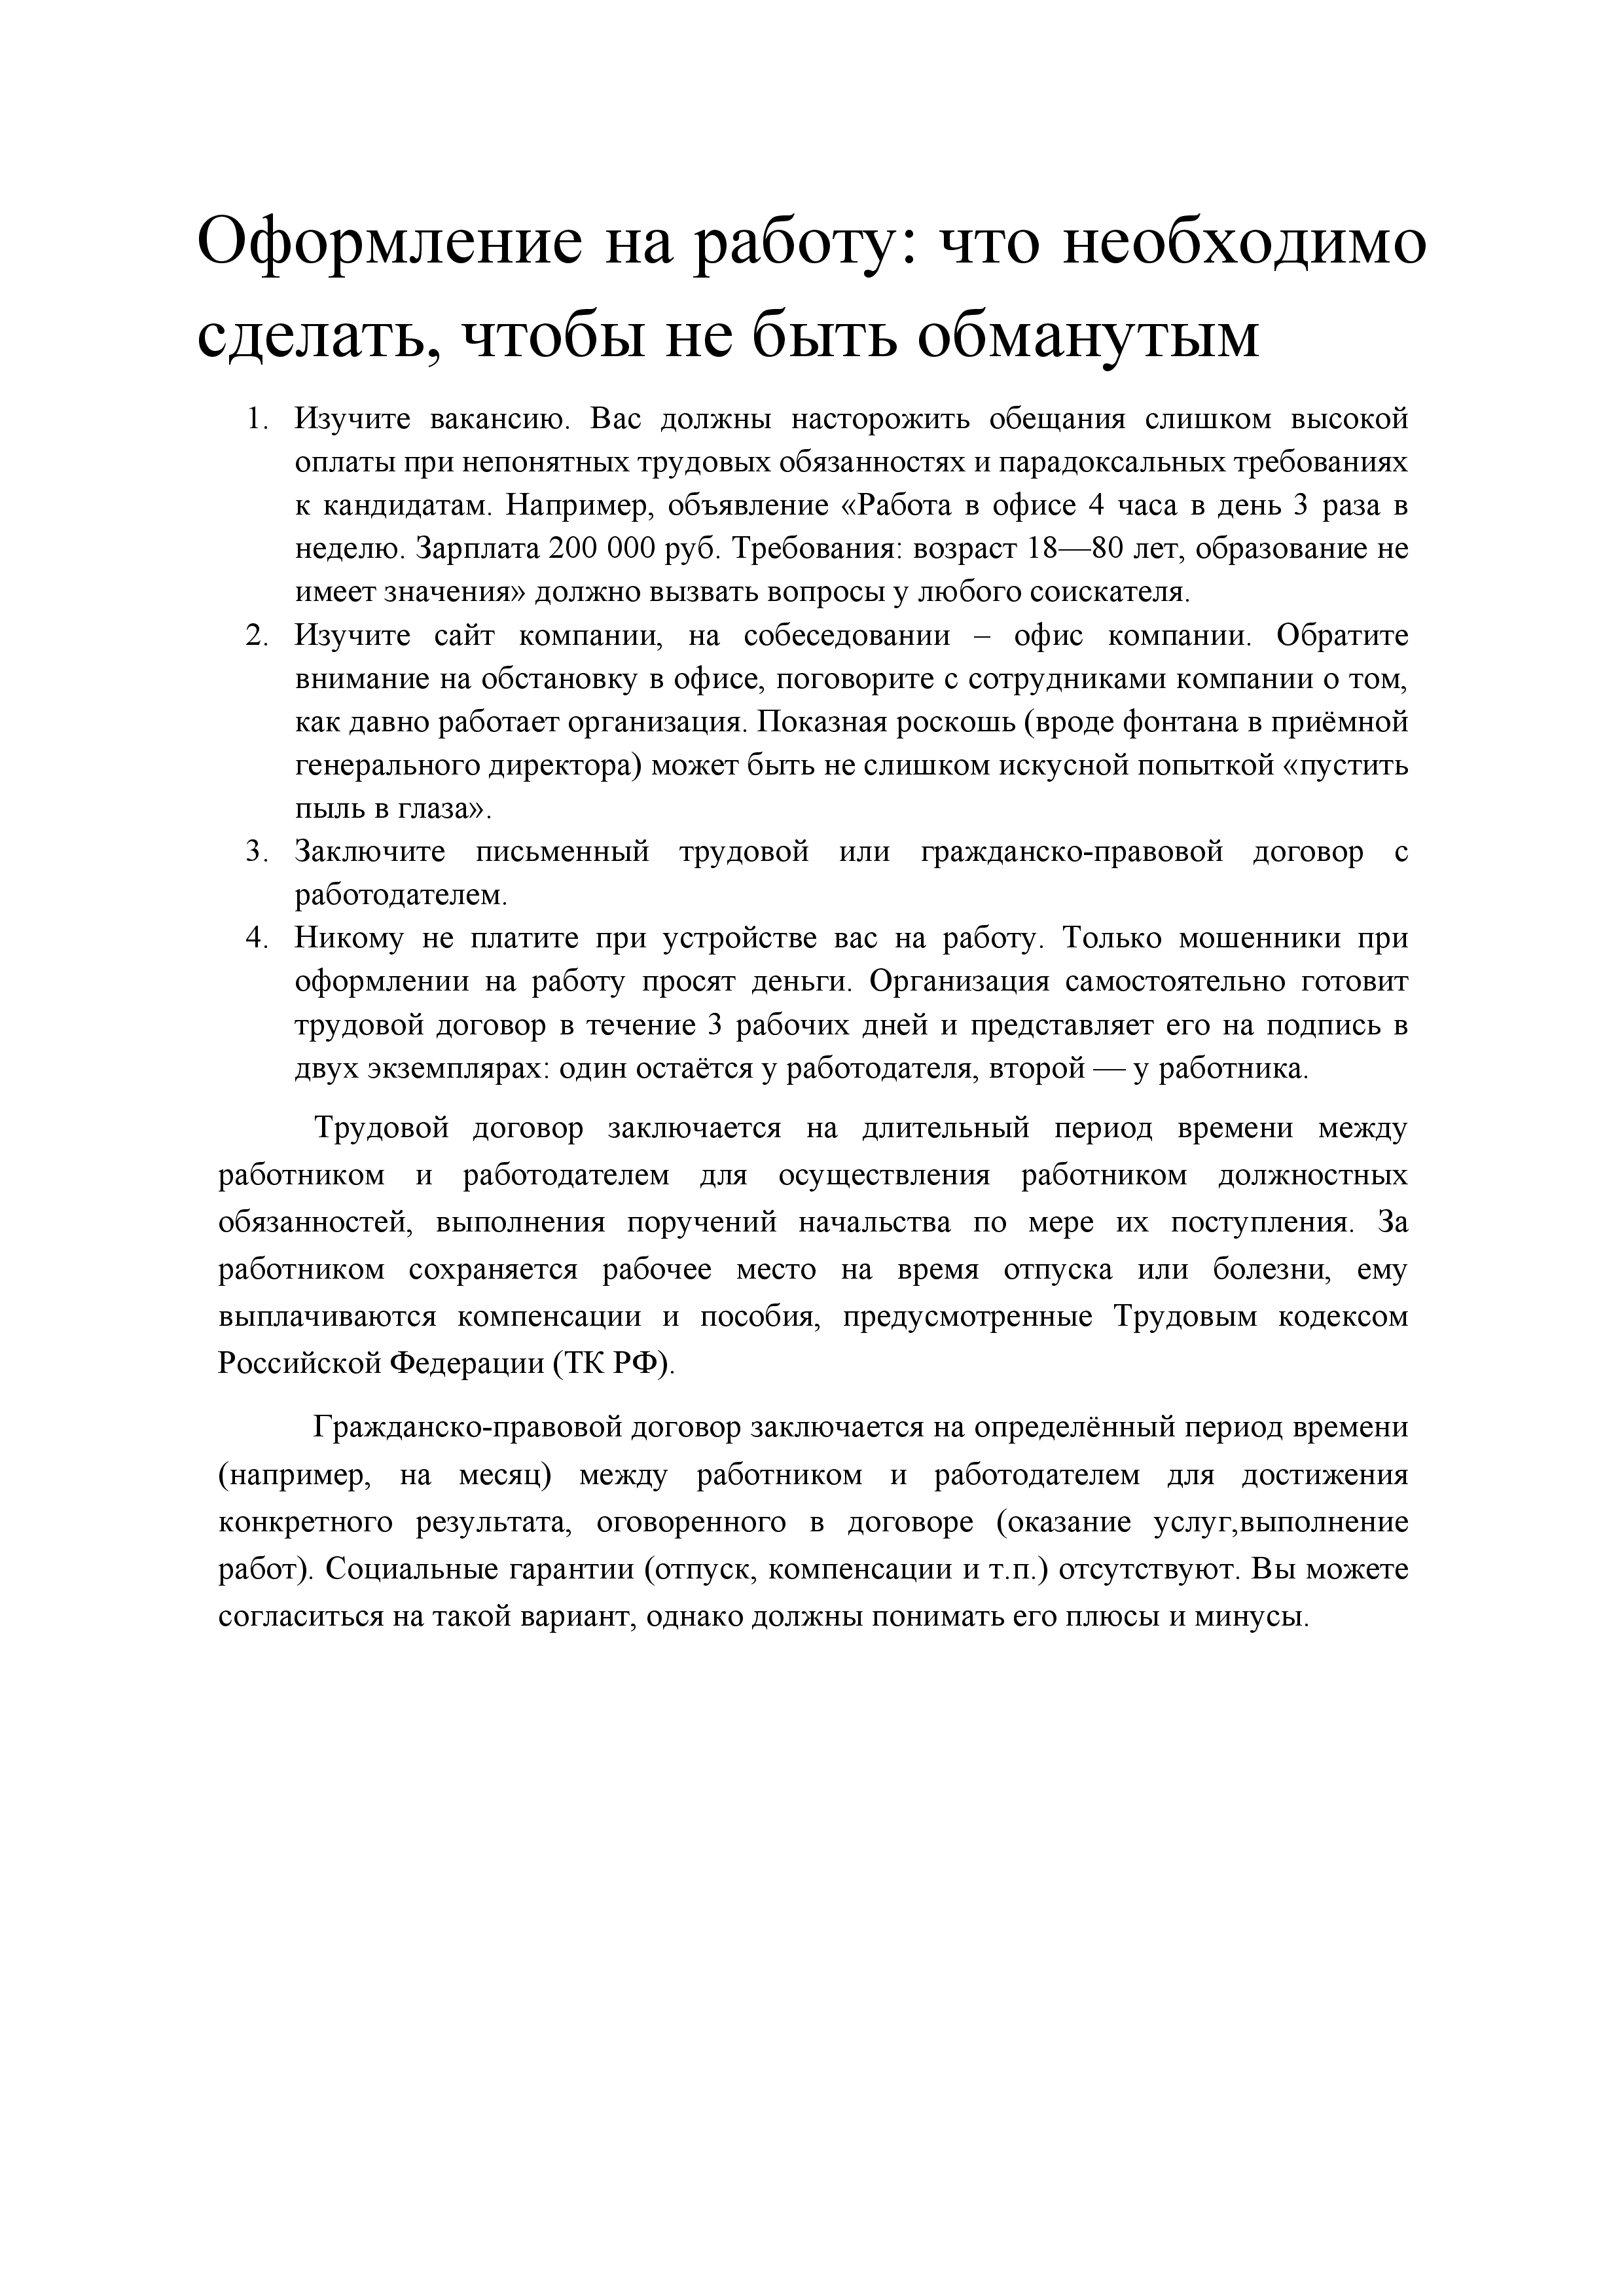 Оформление на работу: что необходимо
сделать, чтобы не быть обманутым
1. Изучите вакансию. Вас должны насторожить обещания слишком высокой
оплаты при непонятных трудовых обязанностях и парадоксальных требованиях
к кандидатам. Например, объявление «Работа в офисе 4 часа в день 3 раза в
неделю. Зарплата 200 000 руб. Требования: возраст 18—80 лет, образование не
имеет значения» должно вызвать вопросы у любого соискателя.
2. Изучите сайт компании, на собеседовании – офис компании. Обратите
внимание на обстановку в офисе, поговорите с сотрудниками компании о том,
как давно работает организация. Показная роскошь (вроде фонтана в приёмной
генерального директора) может быть не слишком искусной попыткой «пустить
пыль в глаза».
3. Заключите письменный трудовой или гражданско-правовой договор с
работодателем.
4. Никому не платите при устройстве вас на работу. Только мошенники при
оформлении на работу просят деньги. Организация самостоятельно готовит
трудовой договор в течение 3 рабочих дней и представляет его на подпись в
двух экземплярах: один остаётся у работодателя, второй — у работника.
Трудовой договор заключается на длительный период времени между
работником и работодателем для осуществления работником должностных
обязанностей, выполнения поручений начальства по мере их поступления. За
работником сохраняется рабочее место на время отпуска или болезни, ему
выплачиваются компенсации и пособия, предусмотренные Трудовым кодексом
Российской Федерации (ТК РФ).
Гражданско-правовой договор заключается на определённый период времени
(например, на месяц) между работником и работодателем для достижения
конкретного результата, оговоренного в договоре (оказание услуг,выполнение
работ). Социальные гарантии (отпуск, компенсации и т.п.) отсутствуют. Вы можете
согласиться на такой вариант, однако должны понимать его плюсы и минусы.